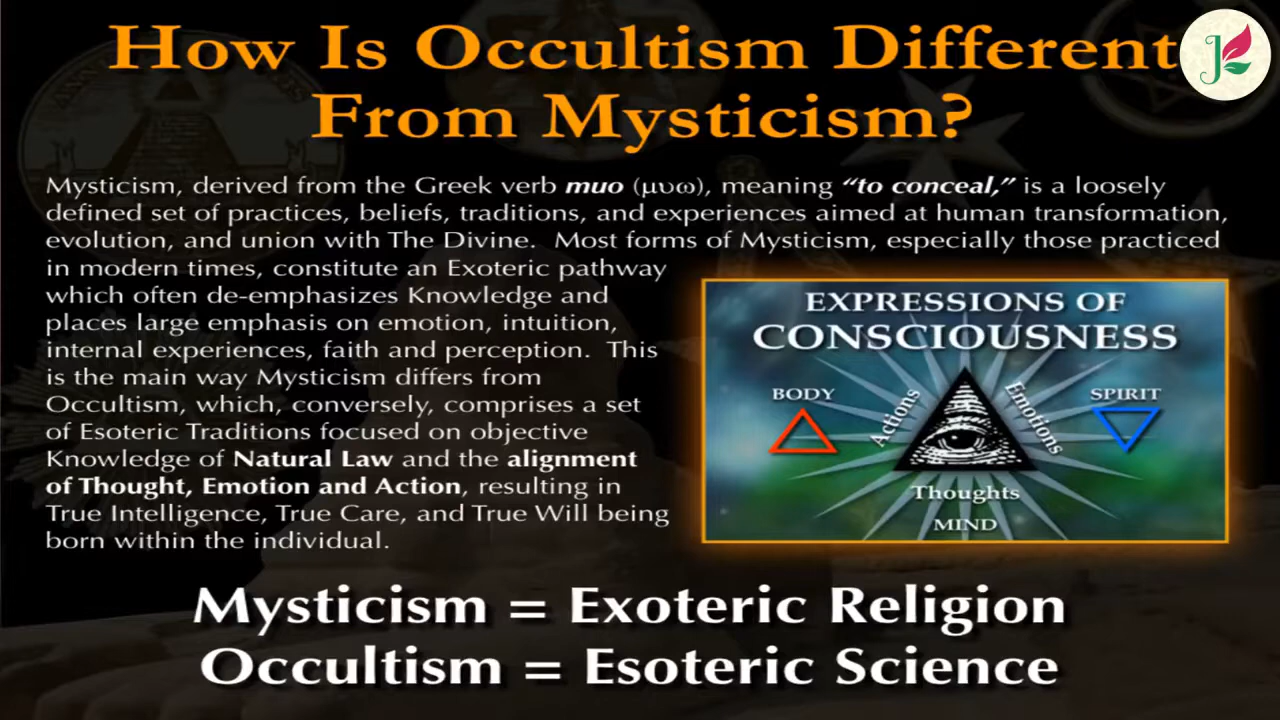 How Is Occultism Different
From Mysticism?
Mysticism, derived from the Greek verb muo (μυω), meaning “to conceal,” is a loosely
defined set of practices, beliefs, traditions, and experiences aimed at human transformation,
evolution, and union with The Divine.  Most forms of Mysticism, especially those practiced
in modern times, constitute an Exoteric pathway
which often de-emphasizes Knowledge and
places large emphasis on emotion, intuition,
internal experiences, faith and perception.  This
is the main way Mysticism differs from
Occultism, which, conversely, comprises a set
of Esoteric Traditions focused on objective
Knowledge of Natural Law and the alignment
of Thought, Emotion and Action, resulting in
True Intelligence, True Care, and True Will being
born within the individual.
EXPRESSIONS OF
CONSCIOUSNESS
BODY
Actions
Emotions
SPIRIT
Thoughts
MIND
Mysticism = Exoteric Religion
Occultism = Esoteric Science